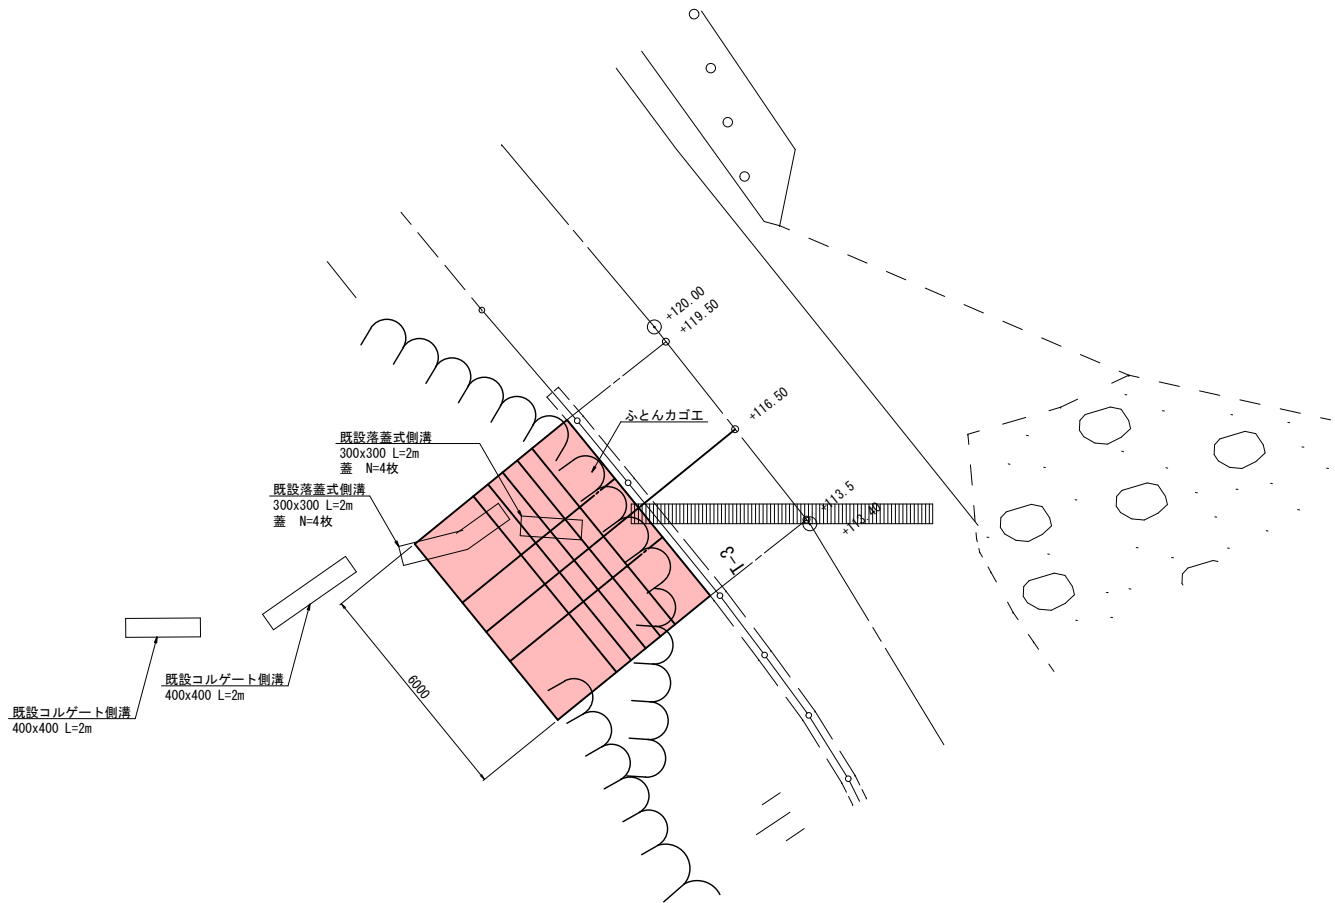 +120.00
+119.50
+116.50
ふとんカゴ工
既設落蓋式側溝
300x300 L=2m
蓋　N=4枚
既設落蓋式側溝
300x300 L=2m
蓋　N=4枚
+113.5
+113.40
T-3
6000
既設コルゲート側溝
400x400 L=2m
既設コルゲート側溝
400x400 L=2m